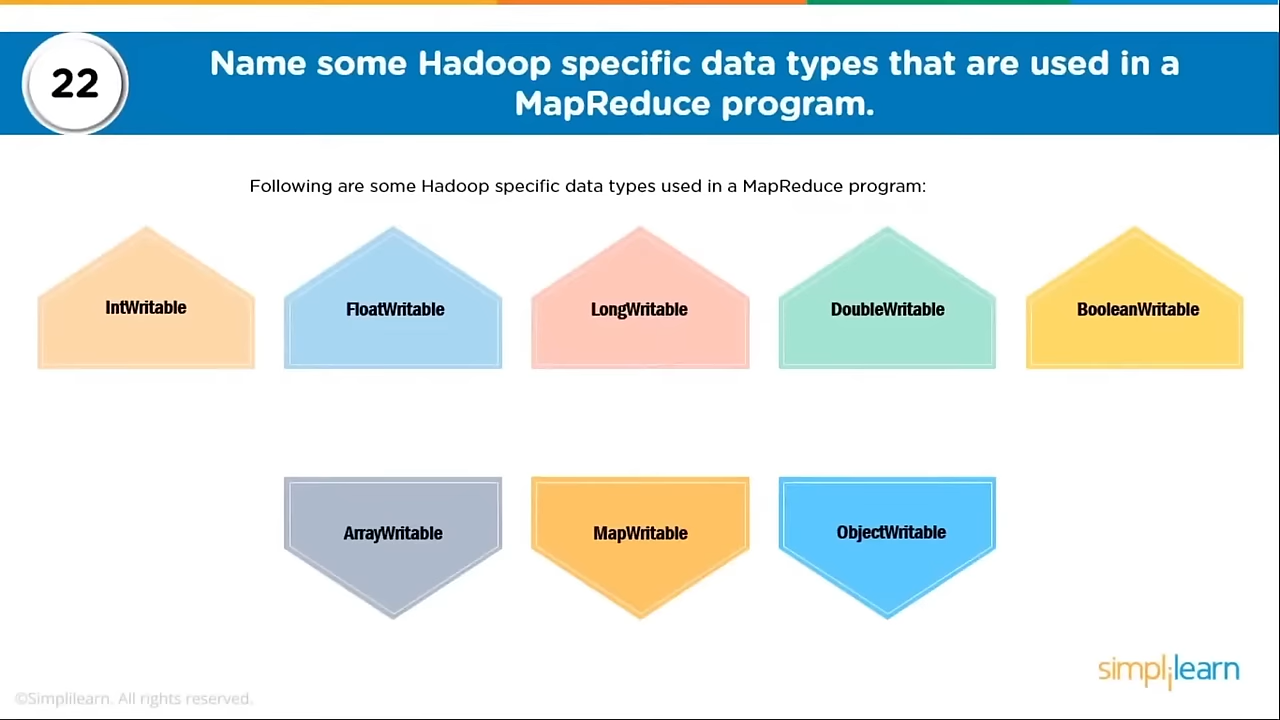 22
Name some Hadoop specific data types that are used in a
MapReduce program.
Following are some Hadoop specific data types used in a MapReduce program:
IntWritable
FloatWritable
LongWritable
DoubleWritable
BooleanWritable
ArrayWritable
MapWritable
ObjectWritable
simplilearn
©Simplilearn. All rights reserved.